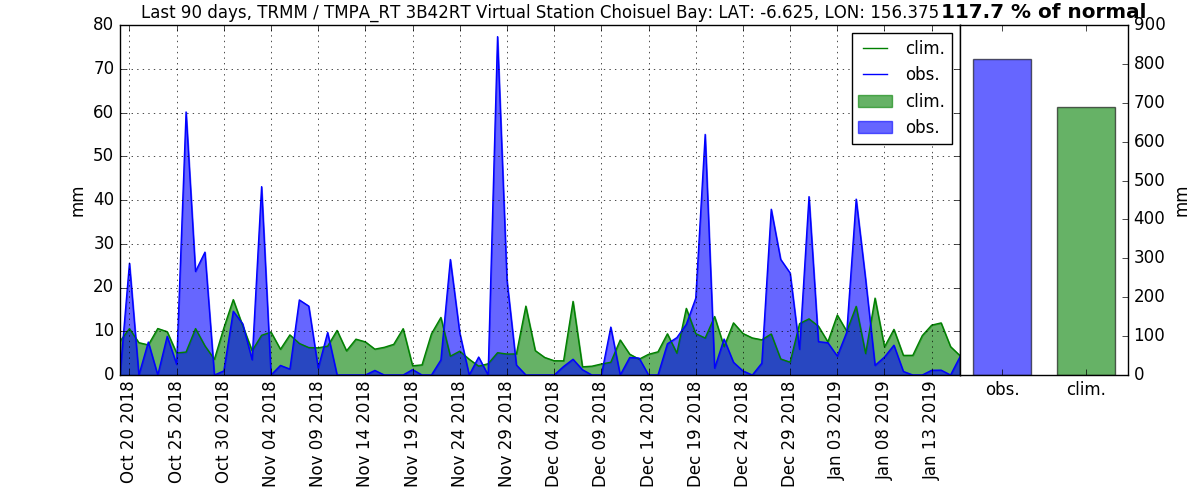 Last 90 days, TRMM / TMPA_RT 3B42RT Virtual Station Choisuel Bay: LAT: -6.625, LON: 156.375
117.7 % of normal
80
70
60
50
40
30
20
10
0
mm
clim.
obs.
clim.
obs.
900
800
700
600
500
400
300
200
100
0
mm
obs.
clim.
Oct 20 2018
Oct 25 2018
Oct 30 2018
Nov 04 2018
Nov 09 2018
Nov 14 2018
Nov 19 2018
Nov 24 2018
Nov 29 2018
Dec 04 2018
Dec 09 2018
Dec 14 2018
Dec 19 2018
Dec 24 2018
Dec 29 2018
Jan 03 2019
Jan 08 2019
Jan 13 2019